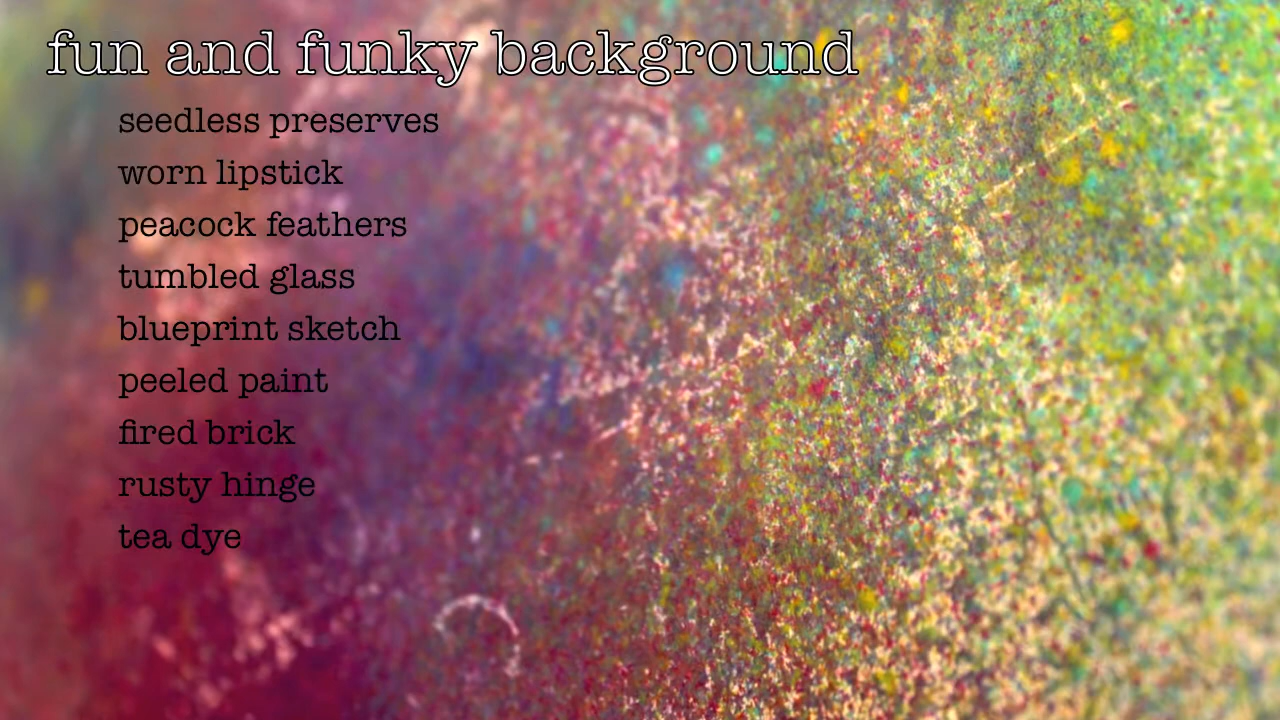 fun and funky background
seedless preserves
worn lipstick
peacock feathers
tumbled glass
blueprint sketch
peeled paint
fired brick
rusty hinge
tea dye